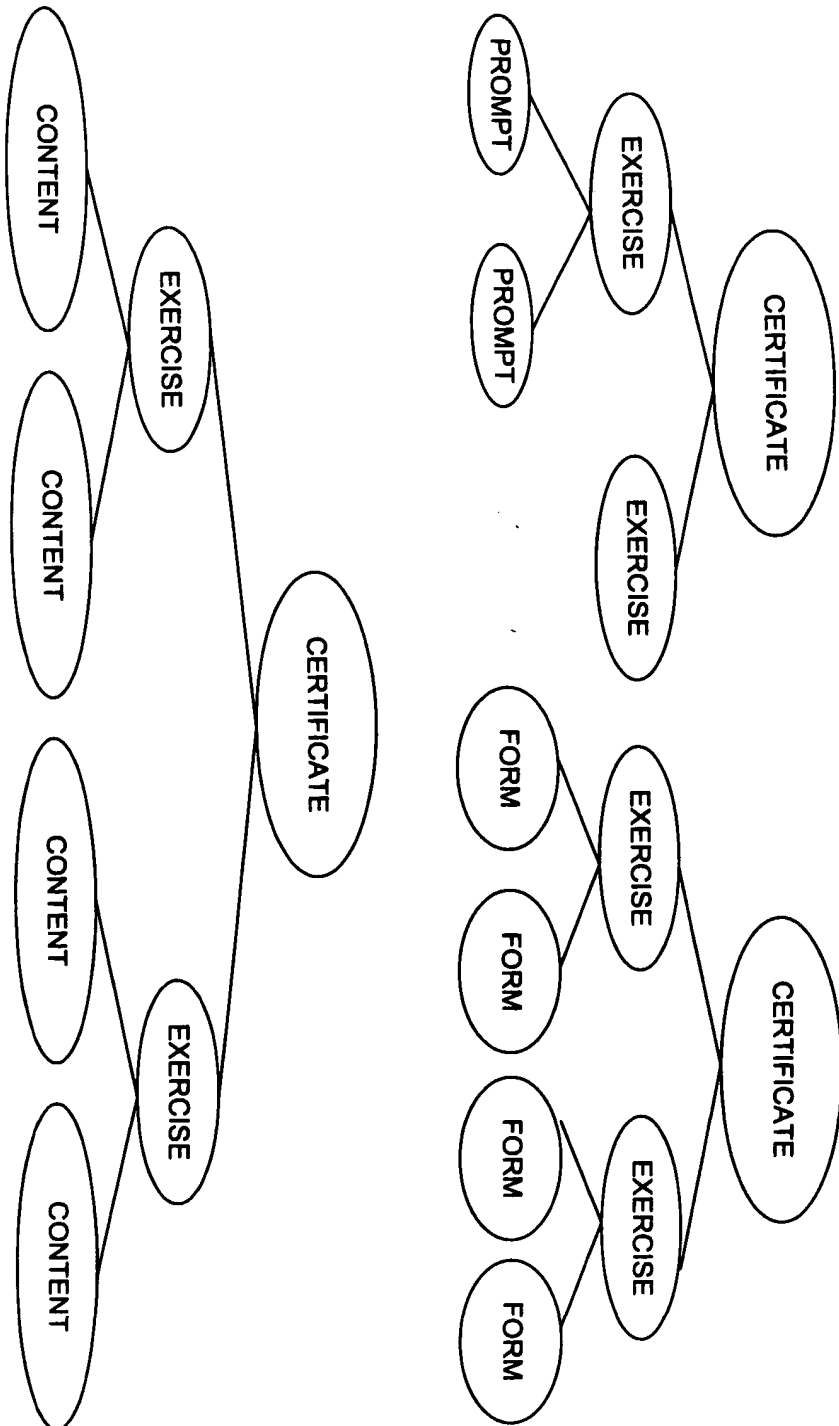 CERTIFICATE
EXERCISE
EXERCISE
PROMPT
PROMPT
CERTIFICATE
EXERCISE
EXERCISE
FORM
FORM
FORM
FORM
CERTIFICATE
EXERCISE
EXERCISE
CONTENT
CONTENT
CONTENT
CONTENT